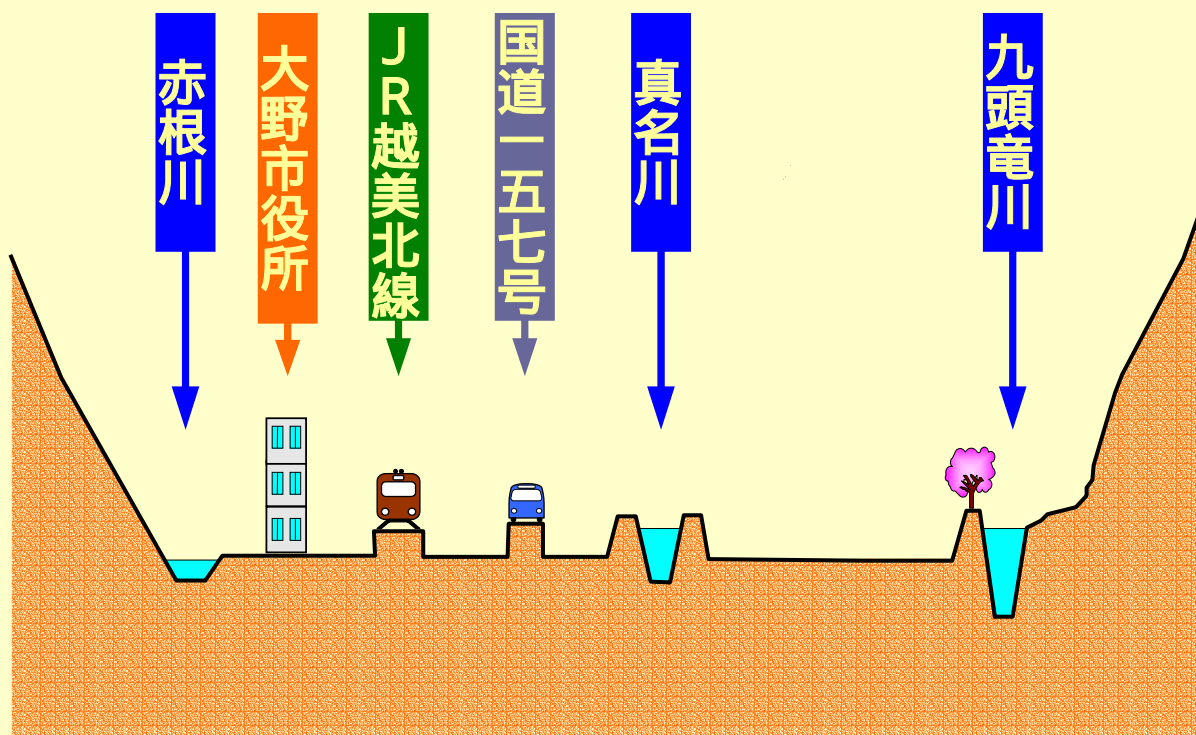 赤根川
大野市役所
ＪＲ越美北線
国道一五七号
真名川
九頭竜川